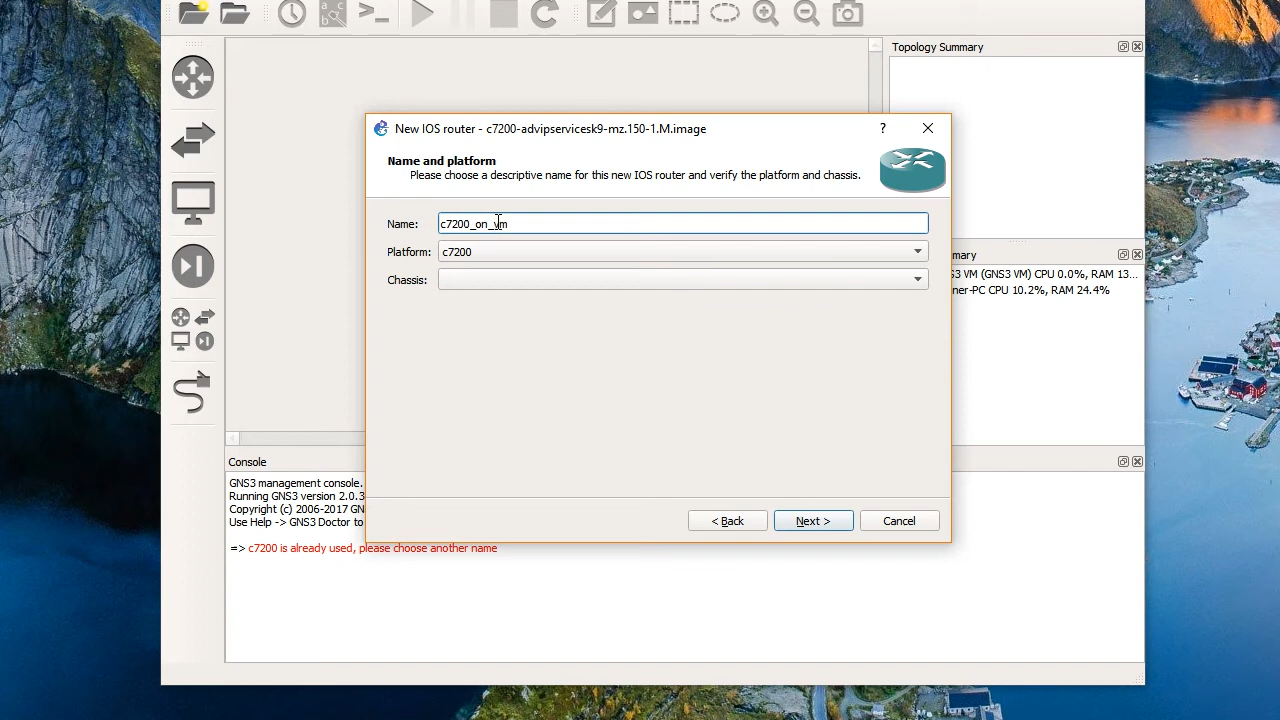 Topology Summary
New IOS router - c7200-advipservicesk9-mz.150-1.M.image
?
Name and platform
Please choose a descriptive name for this new IOS router and verify the platform and chassis.
Name: c7200_on_vm
Platform: c7200
Chassis:
mary
S3 VM (GNS3 VM) CPU 0.0%, RAM 13...
ner-PC CPU 10.2%, RAM 24.4%
< Back
Next >
Cancel
Console
GNS3 management console.
Running GNS3 version 2.0.3
Copyright (c) 2006-2017 GN
Use Help -> GNS3 Doctor to
=> c7200 is already used, please choose another name